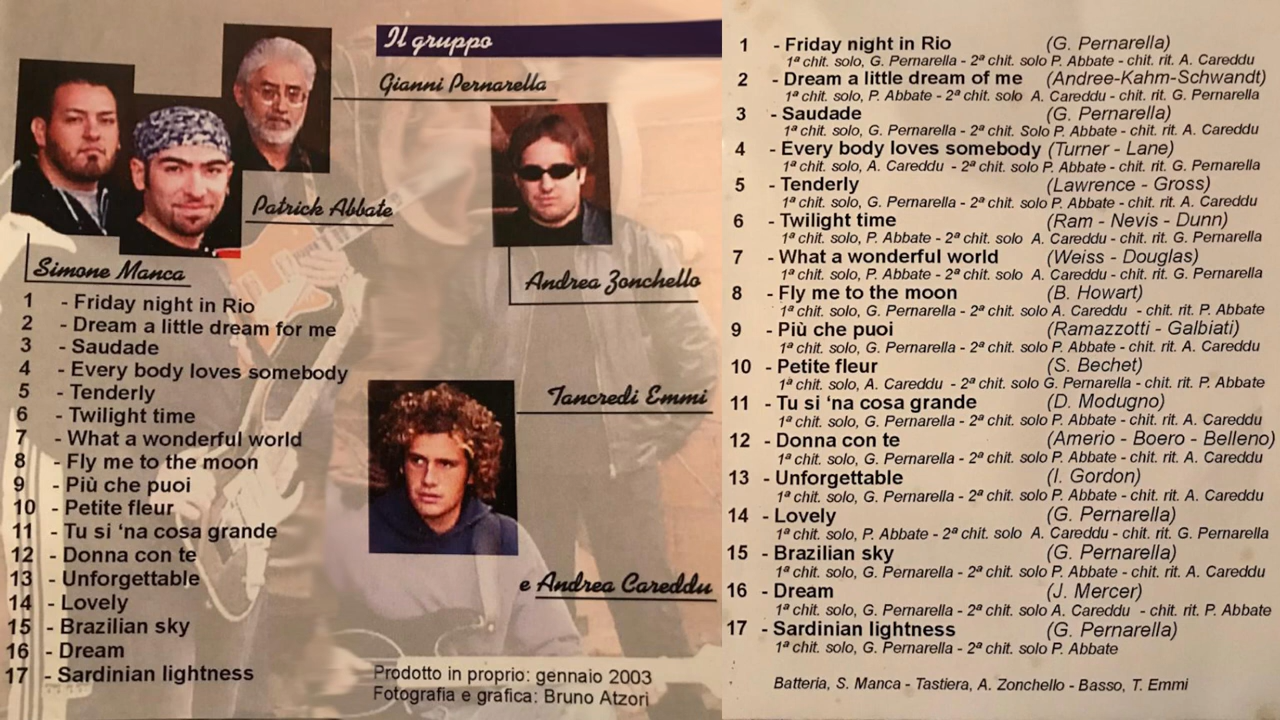 Il gruppo
Gianni Pernarella
Patrick Abbate
Simone Manca
Andrea Zonchello
Tancredi Emmi
e Andrea Careddu
1 - Friday night in Rio
2 - Dream a little dream for me
3 - Saudade
4 - Every body loves somebody
5 - Tenderly
6 - Twilight time
7 - What a wonderful world
8 - Fly me to the moon
9 - Più che puoi
10 - Petite fleur
11 - Tu si ‘na cosa grande
12 - Donna con te
13 - Unforgettable
14 - Lovely
15 - Brazilian sky
16 - Dream
17 - Sardinian lightness
Prodotto in proprio: gennaio 2003
Fotografia e grafica: Bruno Atzori
1 - Friday night in Rio (G. Pernarella)
1ª chit. solo, G. Pernarella - 2ª chit. solo P. Abbate - chit. rit. A. Careddu
2 - Dream a little dream of me (Andree-Kahm-Schwandt)
1ª chit. solo, P. Abbate - 2ª chit. solo A. Careddu - chit. rit. G. Pernarella
3 - Saudade (G. Pernarella)
1ª chit. solo, G. Pernarella - 2ª chit. Solo P. Abbate - chit. rit. A. Careddu
4 - Every body loves somebody (Turner - Lane)
1ª chit. solo, A. Careddu - 2ª chit. solo P. Abbate - chit. rit. G. Pernarella
5 - Tenderly (Lawrence - Gross)
1ª chit. solo, G. Pernarella - 2ª chit. solo P. Abbate - chit. rit. A. Careddu
6 - Twilight time (Ram - Nevis - Dunn)
1ª chit. solo, P. Abbate - 2ª chit. solo A. Careddu - chit. rit. G. Pernarella
7 - What a wonderful world (Weiss - Douglas)
1ª chit. solo, P. Abbate - 2ª chit. solo A. Careddu - chit. rit. G. Pernarella
8 - Fly me to the moon (B. Howart)
1ª chit. solo, G. Pernarella - 2ª chit. solo A. Careddu - chit. rit. P. Abbate
9 - Più che puoi (Ramazzotti - Galbiati)
1ª chit. solo, G. Pernarella - 2ª chit. solo P. Abbate - chit. rit. A. Careddu
10 - Petite fleur (S. Bechet)
1ª chit. solo, A. Careddu - 2ª chit. solo G. Pernarella - chit. rit. P. Abbate
11 - Tu si ‘na cosa grande (D. Modugno)
1ª chit. solo, G. Pernarella - 2ª chit. solo P. Abbate - chit. rit. A. Careddu
12 - Donna con te (Amerio - Boero - Belleno)
1ª chit. solo, G. Pernarella - 2ª chit. solo P. Abbate - chit. rit. A. Careddu
13 - Unforgettable (I. Gordon)
1ª chit. solo, G. Pernarella - 2ª chit. solo P. Abbate - chit. rit. A. Careddu
14 - Lovely (G. Pernarella)
1ª chit. solo, P. Abbate - 2ª chit. solo A. Careddu - chit. rit. G. Pernarella
15 - Brazilian sky (G. Pernarella)
1ª chit. solo, G. Pernarella - 2ª chit. solo P. Abbate - chit. rit. A. Careddu
16 - Dream (J. Mercer)
1ª chit. solo, G. Pernarella - 2ª chit. solo A. Careddu - chit. rit. P. Abbate
17 - Sardinian lightness (G. Pernarella)
1ª chit. solo, G. Pernarella - 2ª chit. solo P. Abbate
Batteria, S. Manca - Tastiera, A. Zonchello - Basso, T. Emmi